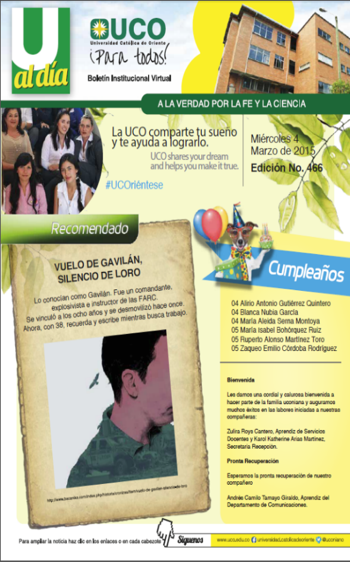 U
al día
UCO
Universidad Católica de Oriente
¡Para todos!
Boletín Institucional Virtual
A LA VERDAD POR LA FE Y LA CIENCIA
La UCO comparte tu sueño
y te ayuda a lograrlo.
UCO shares your dream
and helps you make it true.
#UCOriéntese
Miércoles 4
Marzo de 2015
Edición No. 466
Recomendado
VUELO DE GAVILÁN,
SILENCIO DE LORO
Lo conocían como Gavilán. Fue un comandante,
explosivista e instructor de las FARC.
Se vinculó a los ocho años y se desmovilizó hace once.
Ahora, con 38, recuerda y escribe mientras busca trabajo.
Cumpleaños
04 Alirio Antonio Gutiérrez Quintero
04 Blanca Nubia García
04 María Aleida Serna Montoya
05 María Isabel Bohórquez Ruiz
05 Ruperto Alonso Martínez Toro
05 Zaqueo Emilio Córdoba Rodríguez
Bienvenida
Les damos una cordial y calurosa bienvenida a
hacer parte de la familia uconiana y auguramos
muchos éxitos en las labores iniciadas a nuestras
compañeras:
Zulira Roys Cantero, Aprendiz de Servicios
Docentes y Karol Katherine Arias Martínez,
Secretaria Recepción.
Pronta Recuperación
Esperamos la pronta recuperación de nuestro
compañero
Andrés Camilo Tamayo Giraldo, Aprendiz del
Departamento de Comunicaciones.
Para ampliar la noticia haz clic en los enlaces o en cada cabezote
Síguenos
www.uco.edu.co